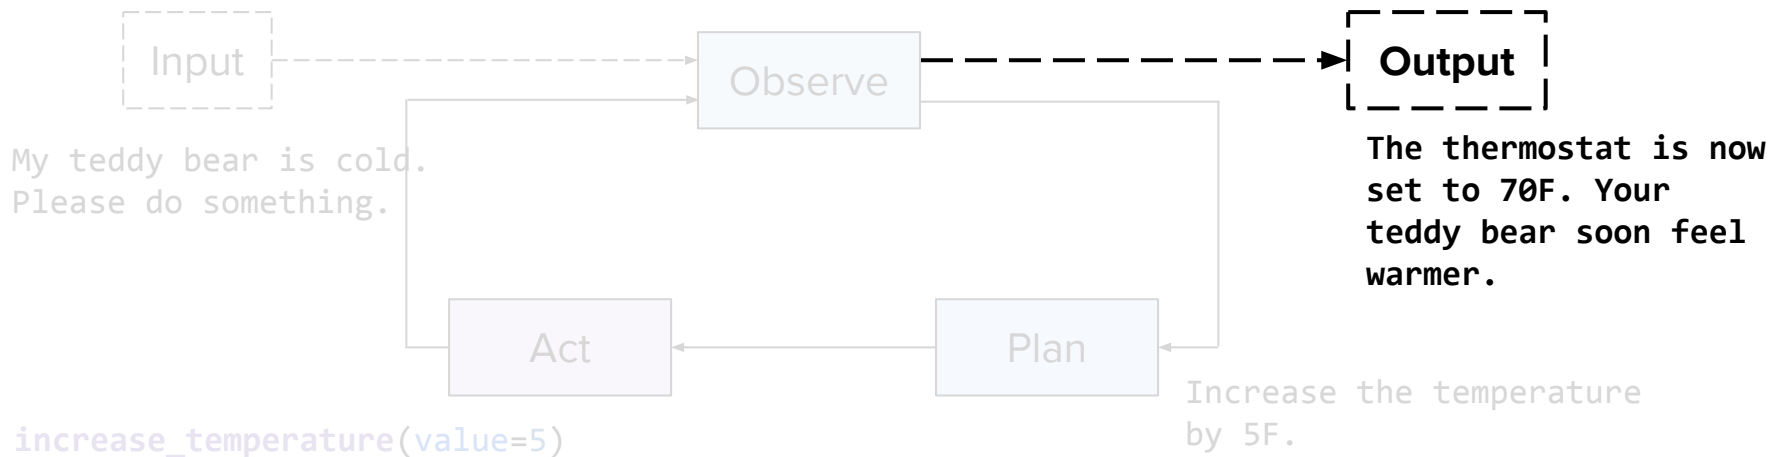 Input
Observe
Output
My teddy bear is cold.
Please do something.
The thermostat is now
set to 70F. Your
teddy bear soon feel
warmer.
Act
Plan
Increase the temperature
by 5F.
increase_temperature(value=5)